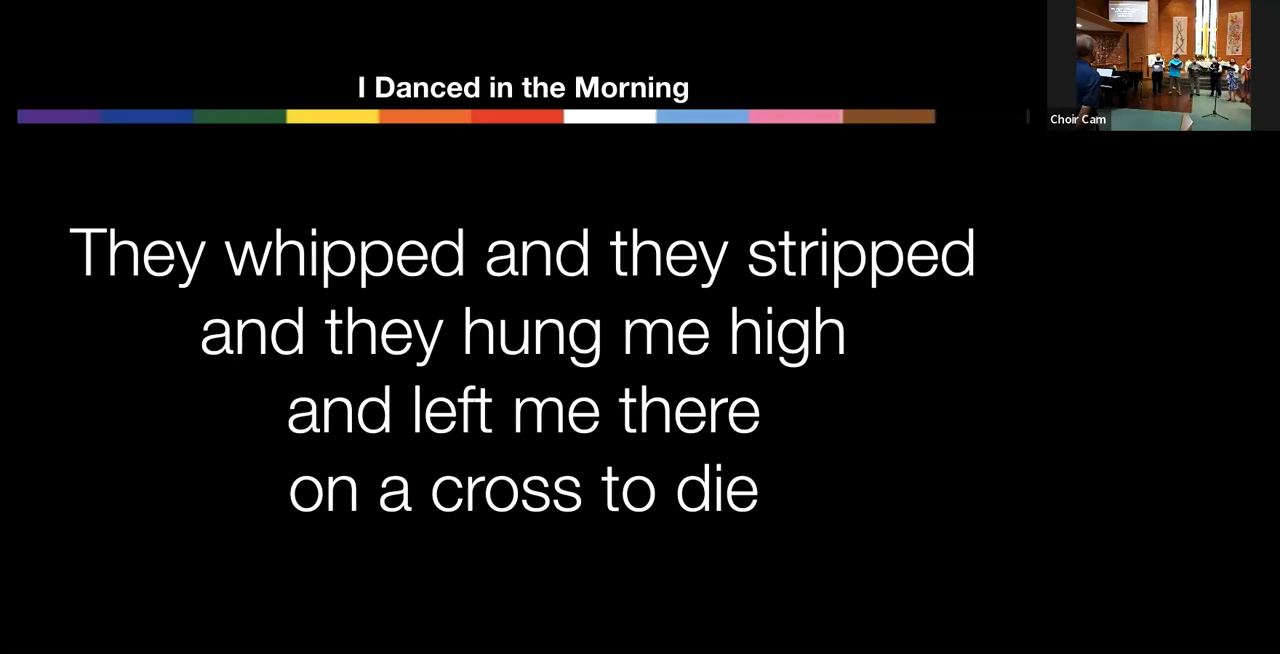 I Danced in the Morning
Choir Cam
They whipped and they stripped
and they hung me high
and left me there
on a cross to die